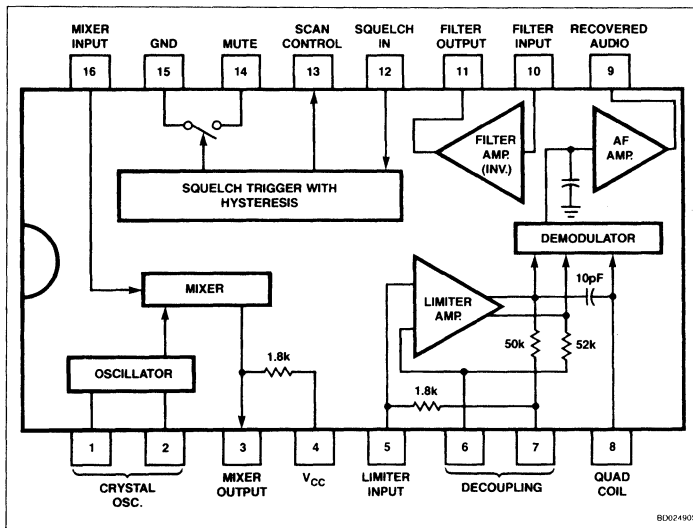 MIXER INPUT
GND
MUTE
SCAN CONTROL
SQUELCH IN
FILTER OUTPUT
FILTER INPUT
RECOVERED AUDIO
16
15
14
13
12
11
10
9
FILTER AMP. (INV.)
AF AMP.
SQUELCH TRIGGER WITH
HYSTERESIS
DEMODULATOR
MIXER
LIMITER AMP.
10pF
50k
52k
1.8k
OSCILLATOR
1.8k
1
2
3
4
5
6
7
8
CRYSTAL OSC.
MIXER OUTPUT
VCC
LIMITER INPUT
DECOUPLING
QUAD COIL